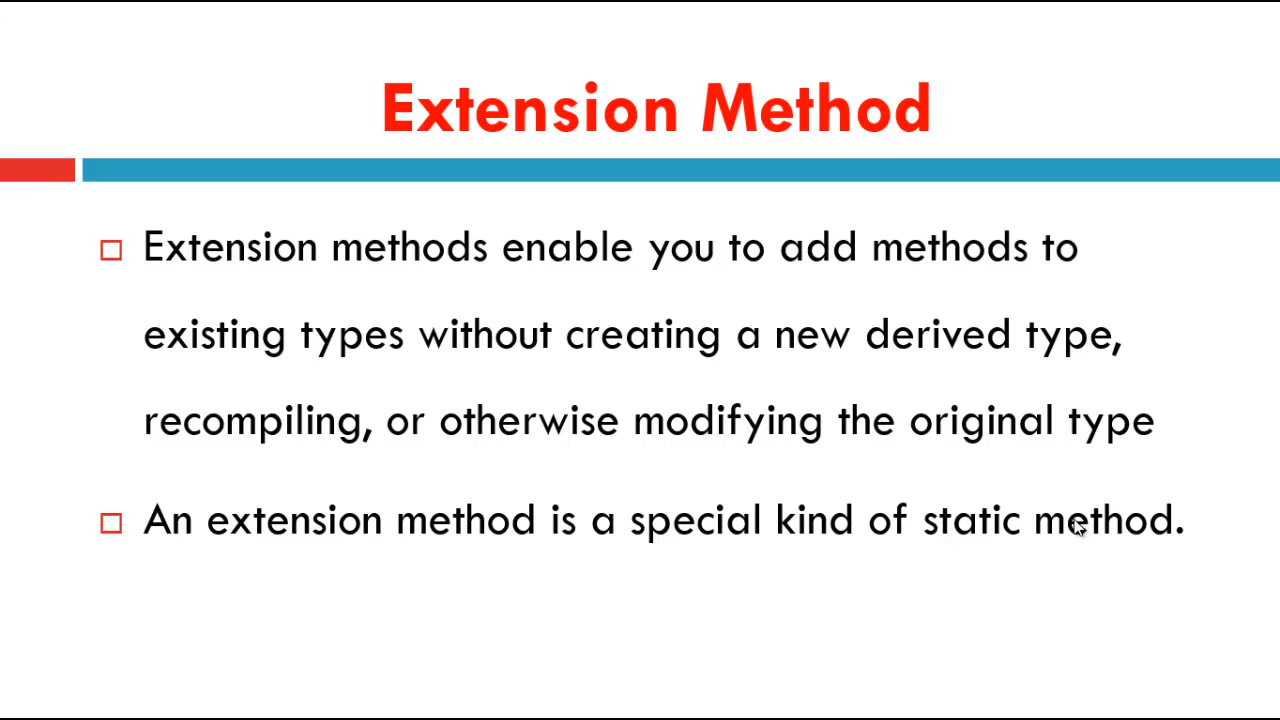 Extension Method
Extension methods enable you to add methods to
existing types without creating a new derived type,
recompiling, or otherwise modifying the original type
An extension method is a special kind of static method.